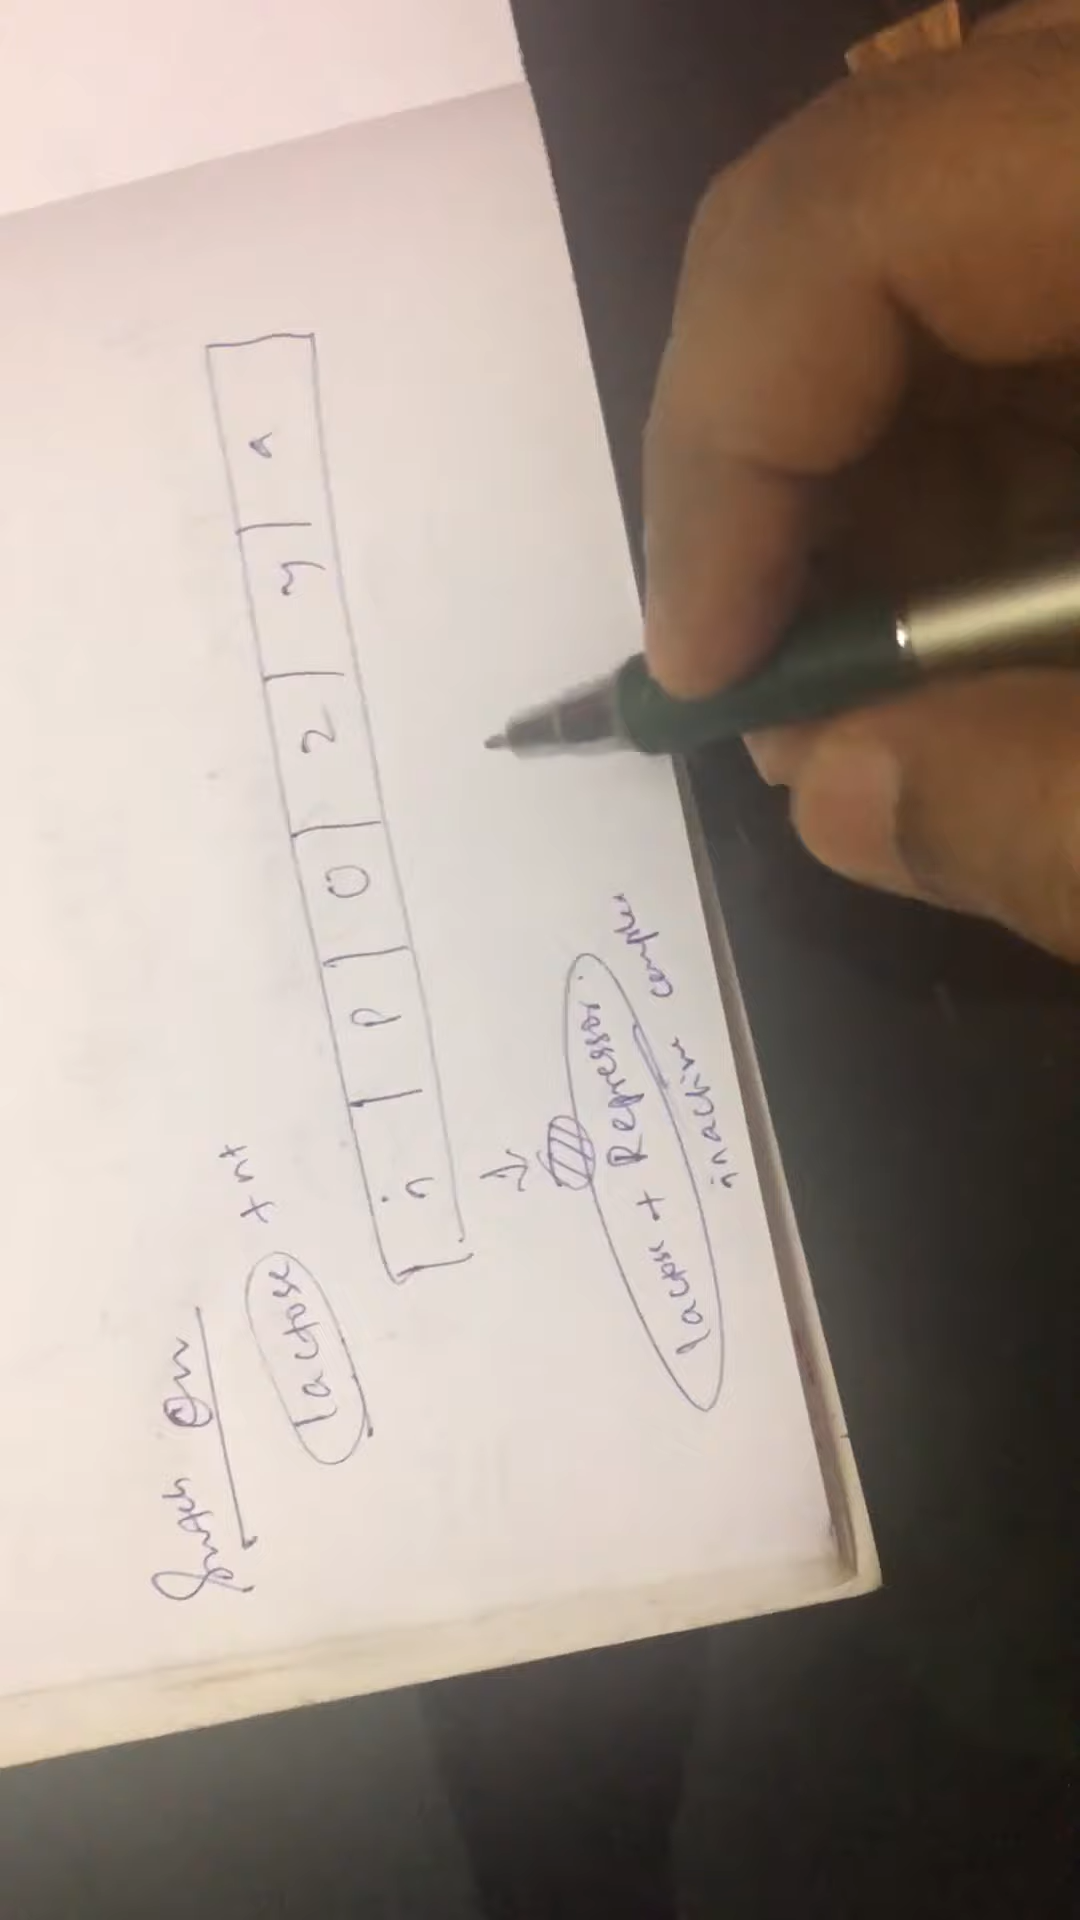 Switch ON
lactose + nt
i P O z y a
lactose + Repressor.
inactive complex